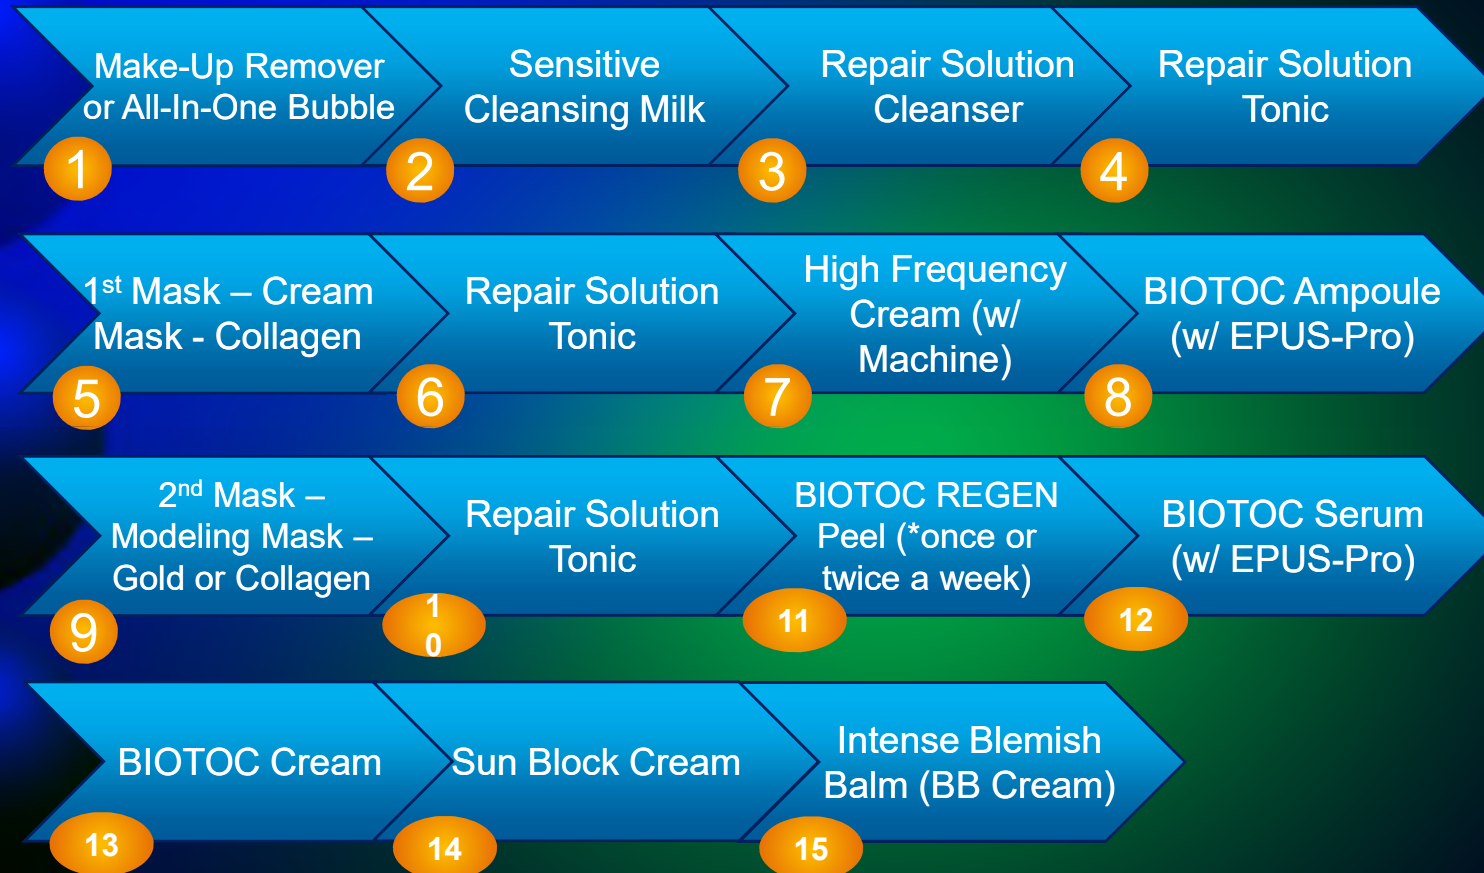 Make-Up Remover
or All-In-One Bubble
1
Sensitive
Cleansing Milk
2
Repair Solution
Cleanser
3
Repair Solution
Tonic
4
1st Mask – Cream
Mask - Collagen
5
Repair Solution
Tonic
6
High Frequency
Cream (w/
Machine)
7
BIOTOC Ampoule
(w/ EPUS-Pro)
8
2nd Mask –
Modeling Mask –
Gold or Collagen
9
Repair Solution
Tonic
1
0
BIOTOC REGEN
Peel (*once or
twice a week)
11
BIOTOC Serum
(w/ EPUS-Pro)
12
BIOTOC Cream
13
Sun Block Cream
14
Intense Blemish
Balm (BB Cream)
15